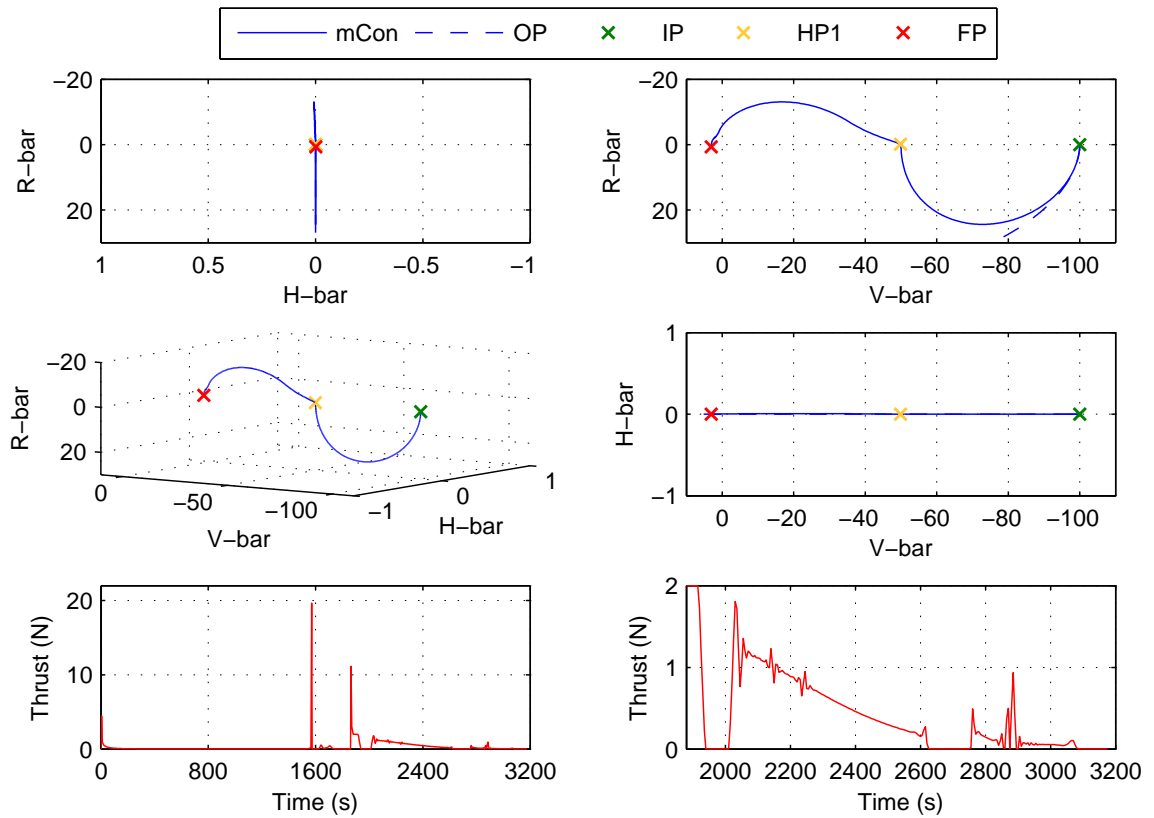 mCon OP IP HP1 FP
−20
0
20
R−bar
1 0.5 0 −0.5 −1
H−bar
−20
0
20
R−bar
0 −20 −40 −60 −80 −100
V−bar
−20
0
20
R−bar
0 −50 −100
V−bar
−1 0 1
H−bar
1
0
−1
H−bar
0 −20 −40 −60 −80 −100
V−bar
20
10
0
Thrust (N)
0 800 1600 2400 3200
Time (s)
2
1
0
Thrust (N)
2000 2200 2400 2600 2800 3000 3200
Time (s)